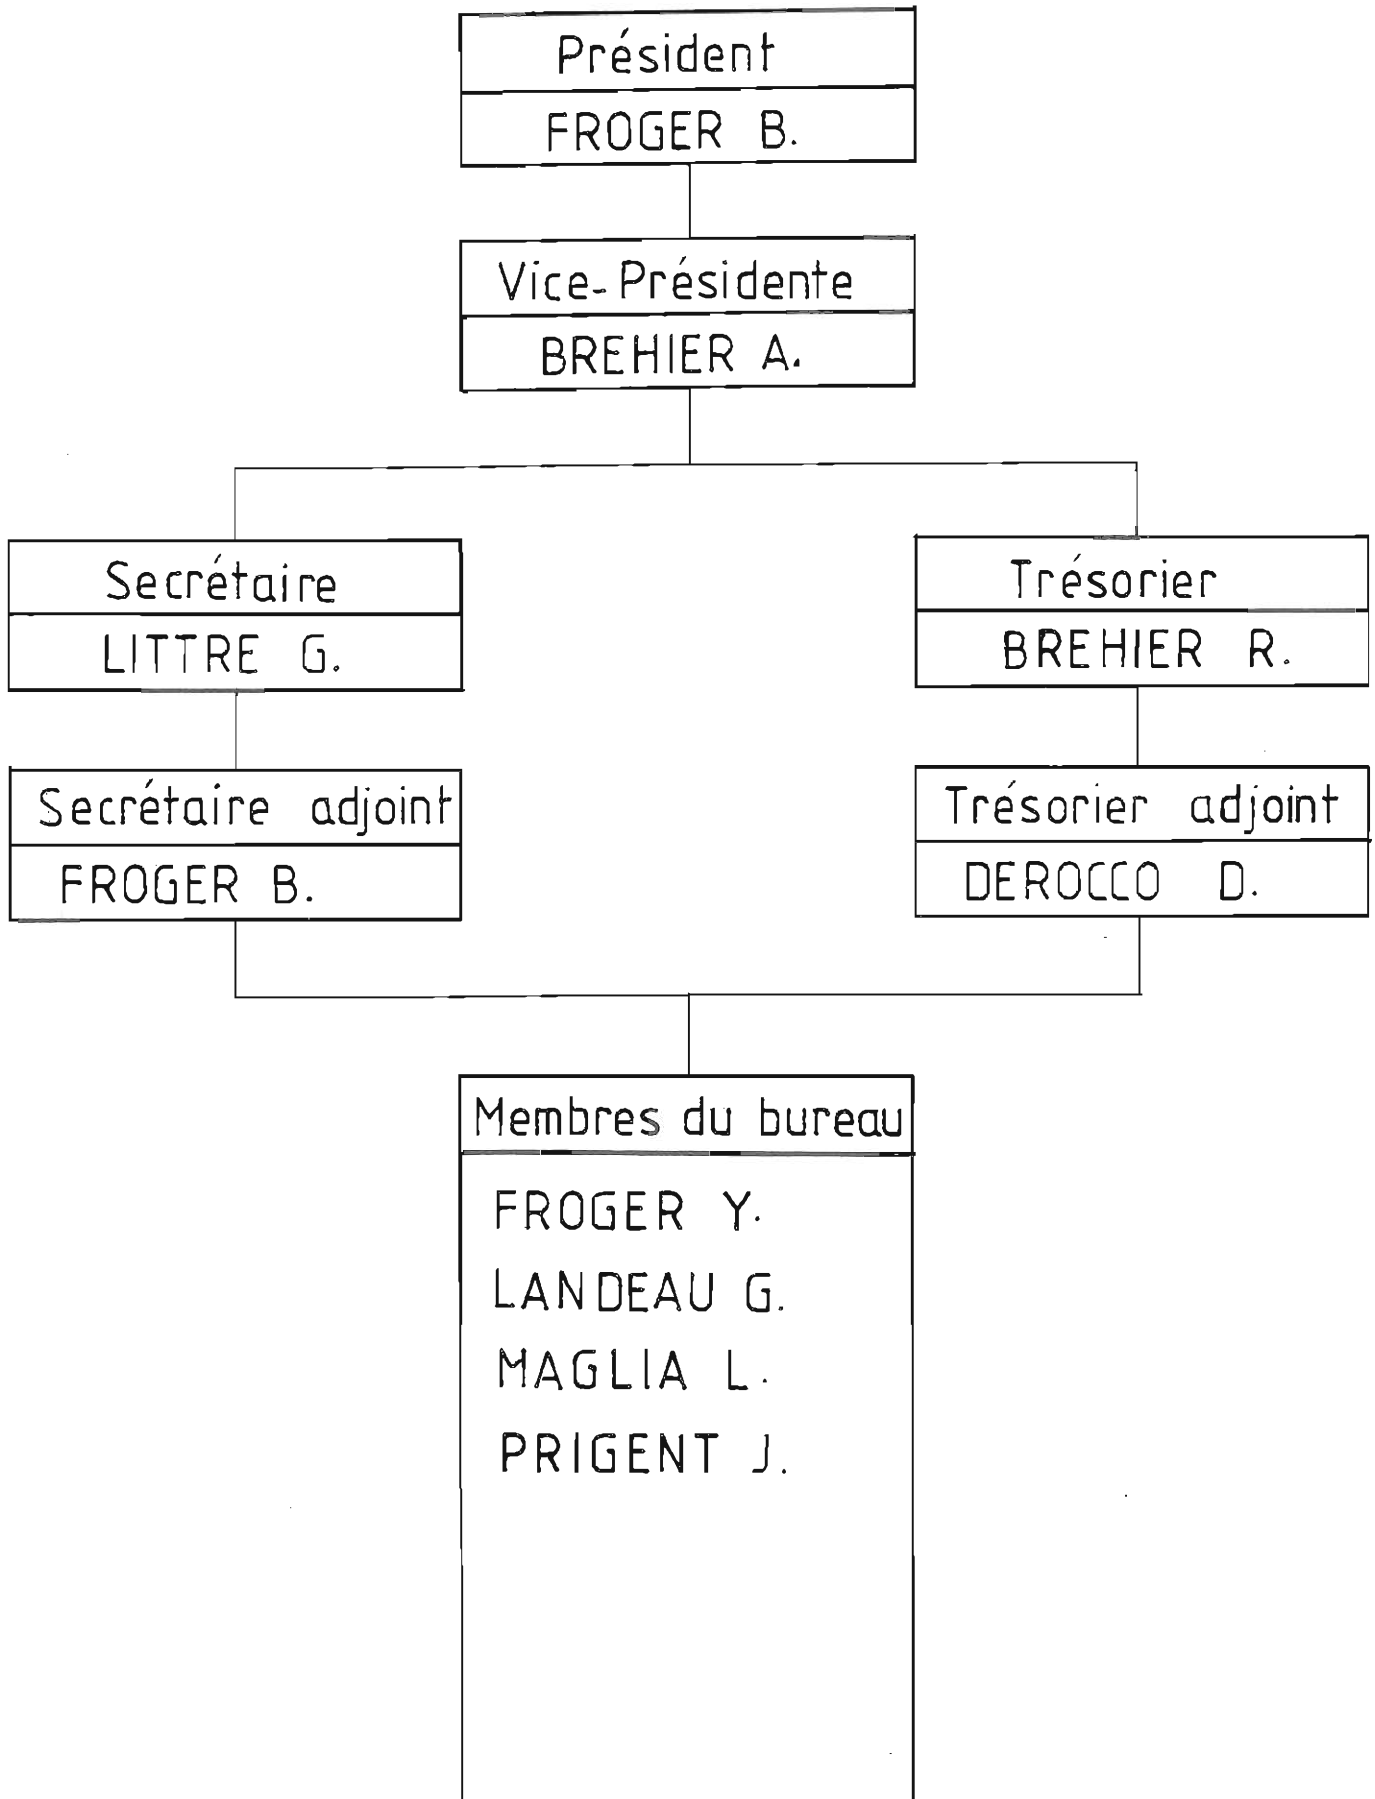 Président
FROGER B.
Vice-Présidente
BREHIER A.
Secrétaire
LITTRE G.
Trésorier
BREHIER R.
Secrétaire adjoint
FROGER B.
Trésorier adjoint
DEROCCO D.
Membres du bureau
FROGER Y.
LANDEAU G.
MAGLIA L.
PRIGENT J.